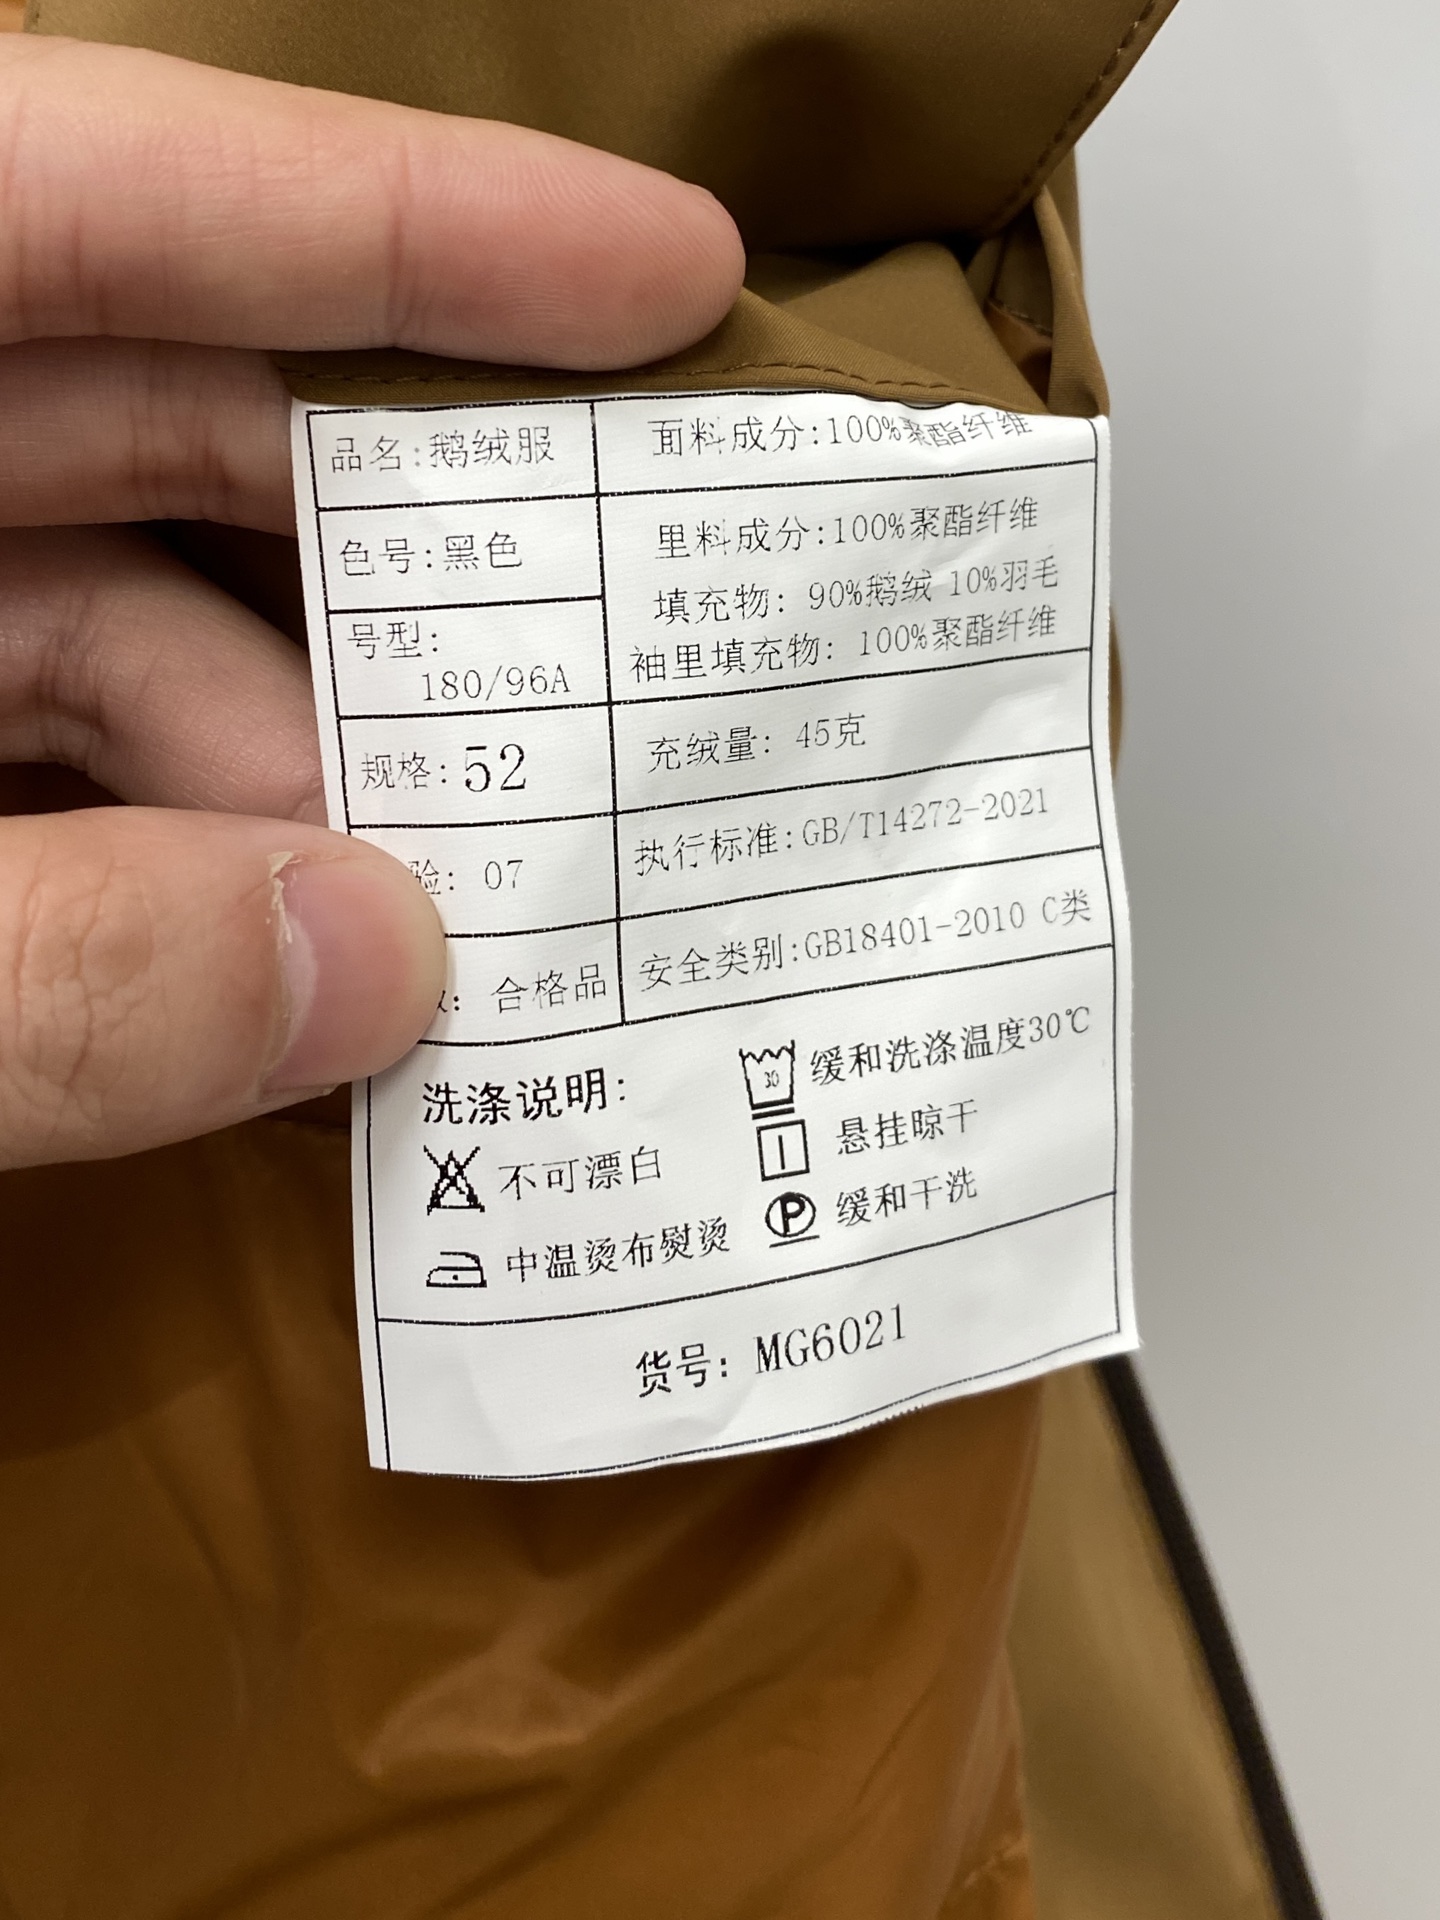 品名:鹅绒服
面料成分:100%聚酯纤维
色号:黑色
里料成分:100%聚酯纤维
填充物: 90%鹅绒 10%羽毛
袖里填充物: 100%聚酯纤维
号型:
180/96A
规格:52
充绒量: 45克
验: 07
执行标准:GB/T14272-2021
: 合格品
安全类别:GB18401-2010 C类
洗涤说明:
30
缓和洗涤温度30℃
不可漂白
悬挂晾干
中温烫布熨烫
P
缓和干洗
货号: MG6021